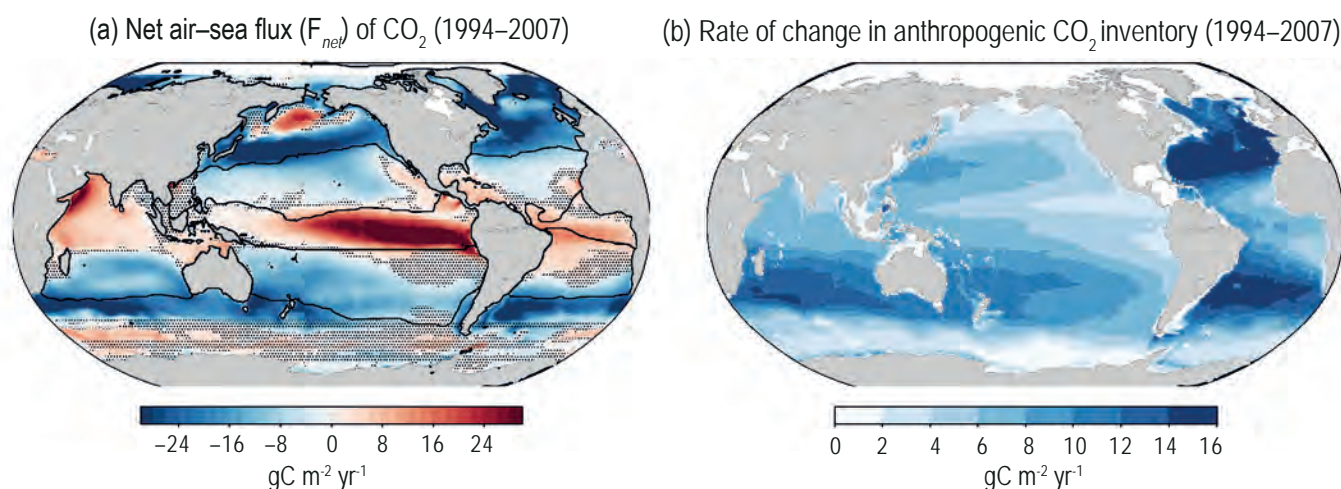 (a) Net air–sea flux (Fnet) of CO2 (1994–2007)
(b) Rate of change in anthropogenic CO2 inventory (1994–2007)
−24 −16 −8 0 8 16 24
gC m-2 yr-1
0 2 4 6 8 10 12 14 16
gC m-2 yr-1